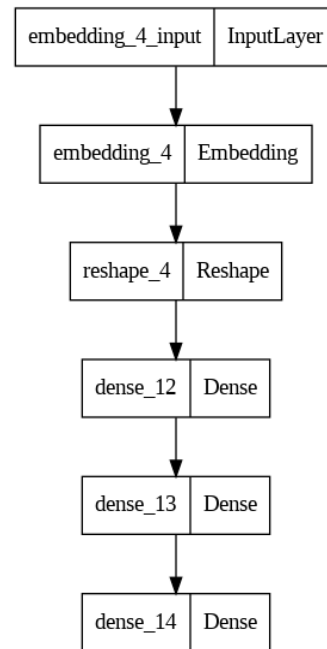 embedding_4_input InputLayer
embedding_4 Embedding
reshape_4 Reshape
dense_12 Dense
dense_13 Dense
dense_14 Dense